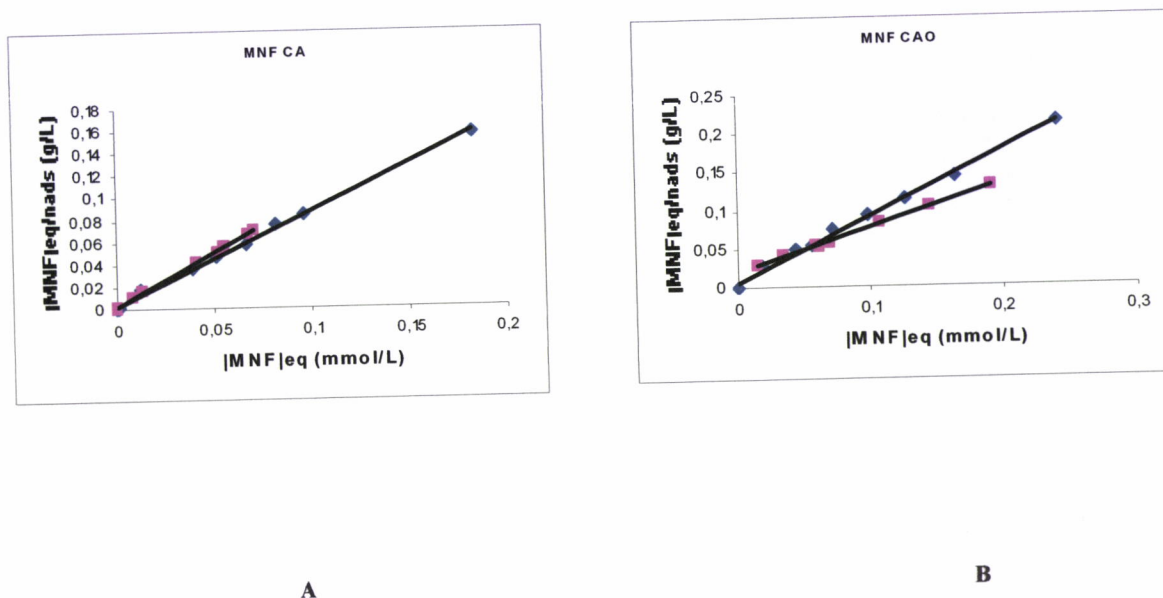 MNF CA
|MNF|eq/nads (g/L)
0,18
0,16
0,14
0,12
0,1
0,08
0,06
0,04
0,02
0
0 0,05 0,1 0,15 0,2
|MNF|eq (mmol/L)
A
MNF CAO
|MNF|eq/nads (g/L)
0,25
0,2
0,15
0,1
0,05
0
0 0,1 0,2 0,3
|MNF|eq (mmol/L)
B